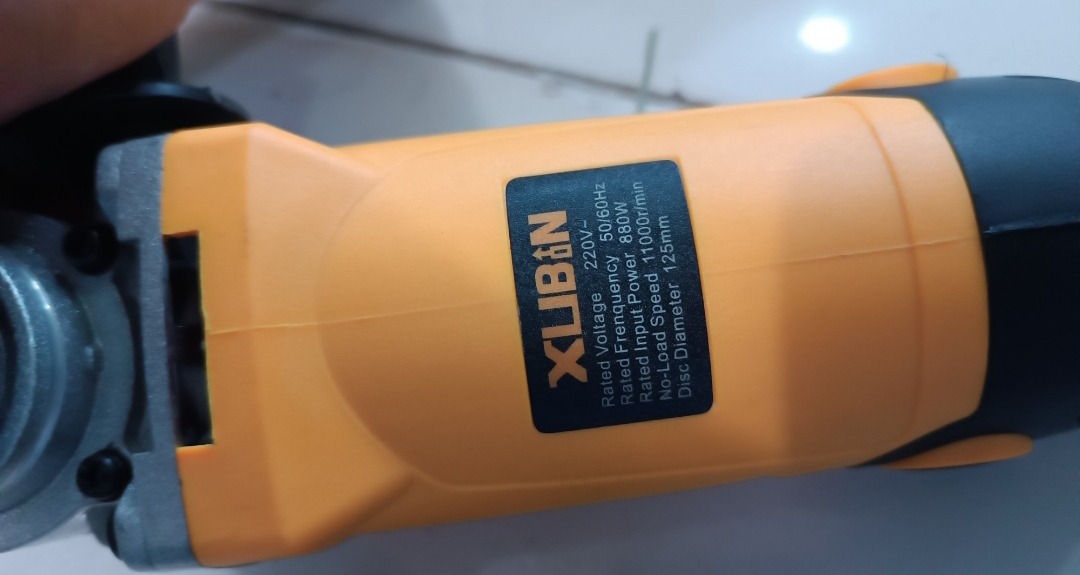 XLIBIN
Rated Voltage 220V~
Rated Frenquency 50/60Hz
Rated Input Power 880W
No-Load Speed 11000r/min
Disc Diameter 125mm